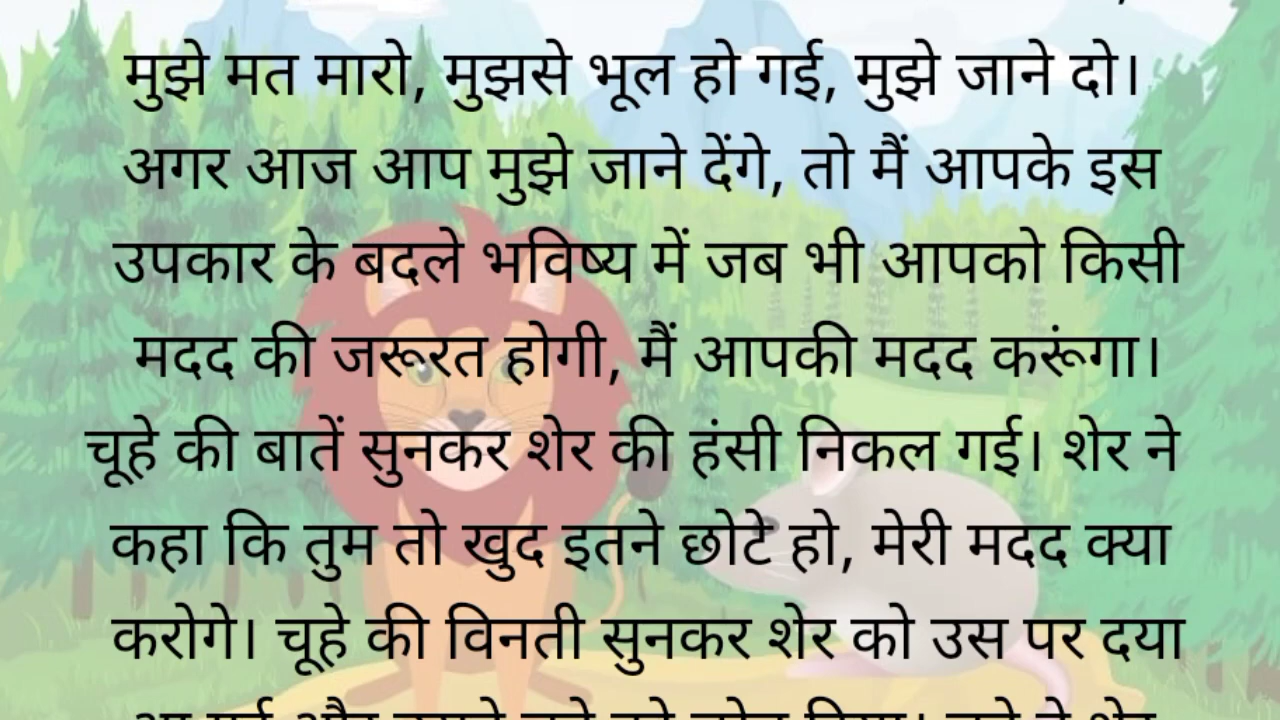 मुझे मत मारो, मुझसे भूल हो गई, मुझे जाने दो।
अगर आज आप मुझे जाने देंगे, तो मैं आपके इस
उपकार के बदले भविष्य में जब भी आपको किसी
मदद की जरूरत होगी, मैं आपकी मदद करूंगा।
चूहे की बातें सुनकर शेर की हंसी निकल गई। शेर ने
कहा कि तुम तो खुद इतने छोटे हो, मेरी मदद क्या
करोगे। चूहे की विनती सुनकर शेर को उस पर दया